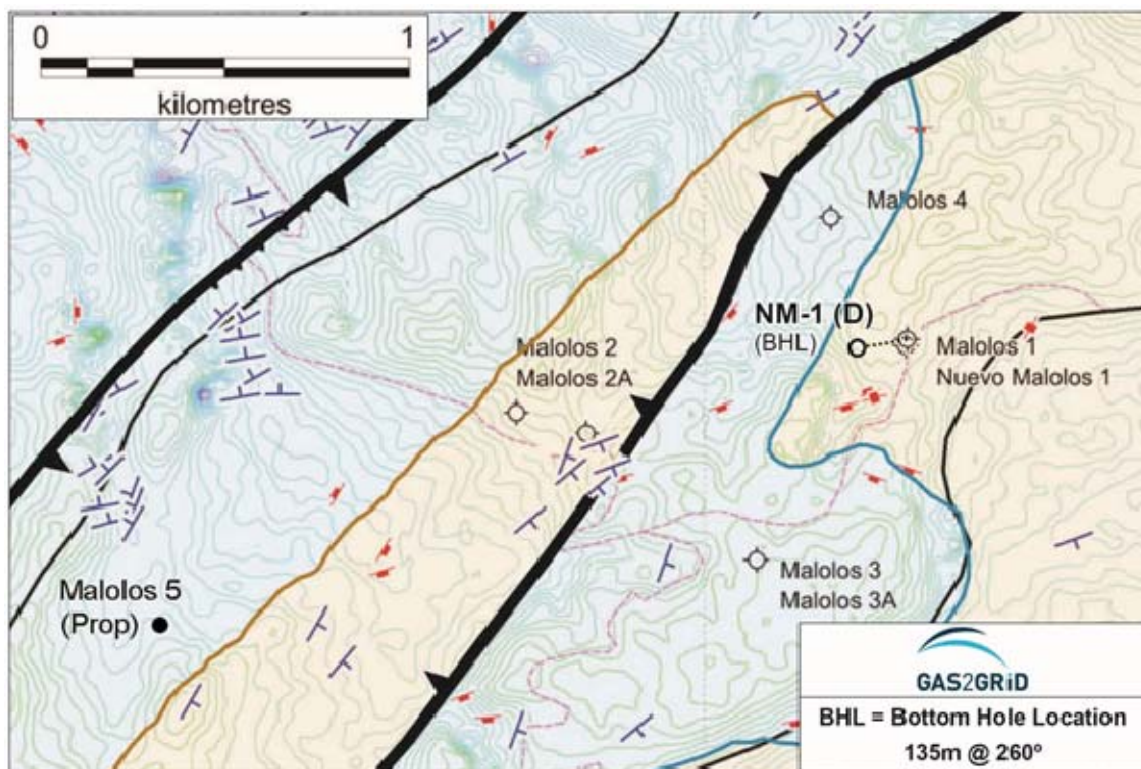 0 1
kilometres
Malolos 4
NM-1 (D)
(BHL)
Malolos 2
Malolos 2A
Malolos 1
Nuevo Malolos 1
Malolos 3
Malolos 3A
Malolos 5
(Prop)
GAS2GRiD
BHL = Bottom Hole Location
135m @ 260º